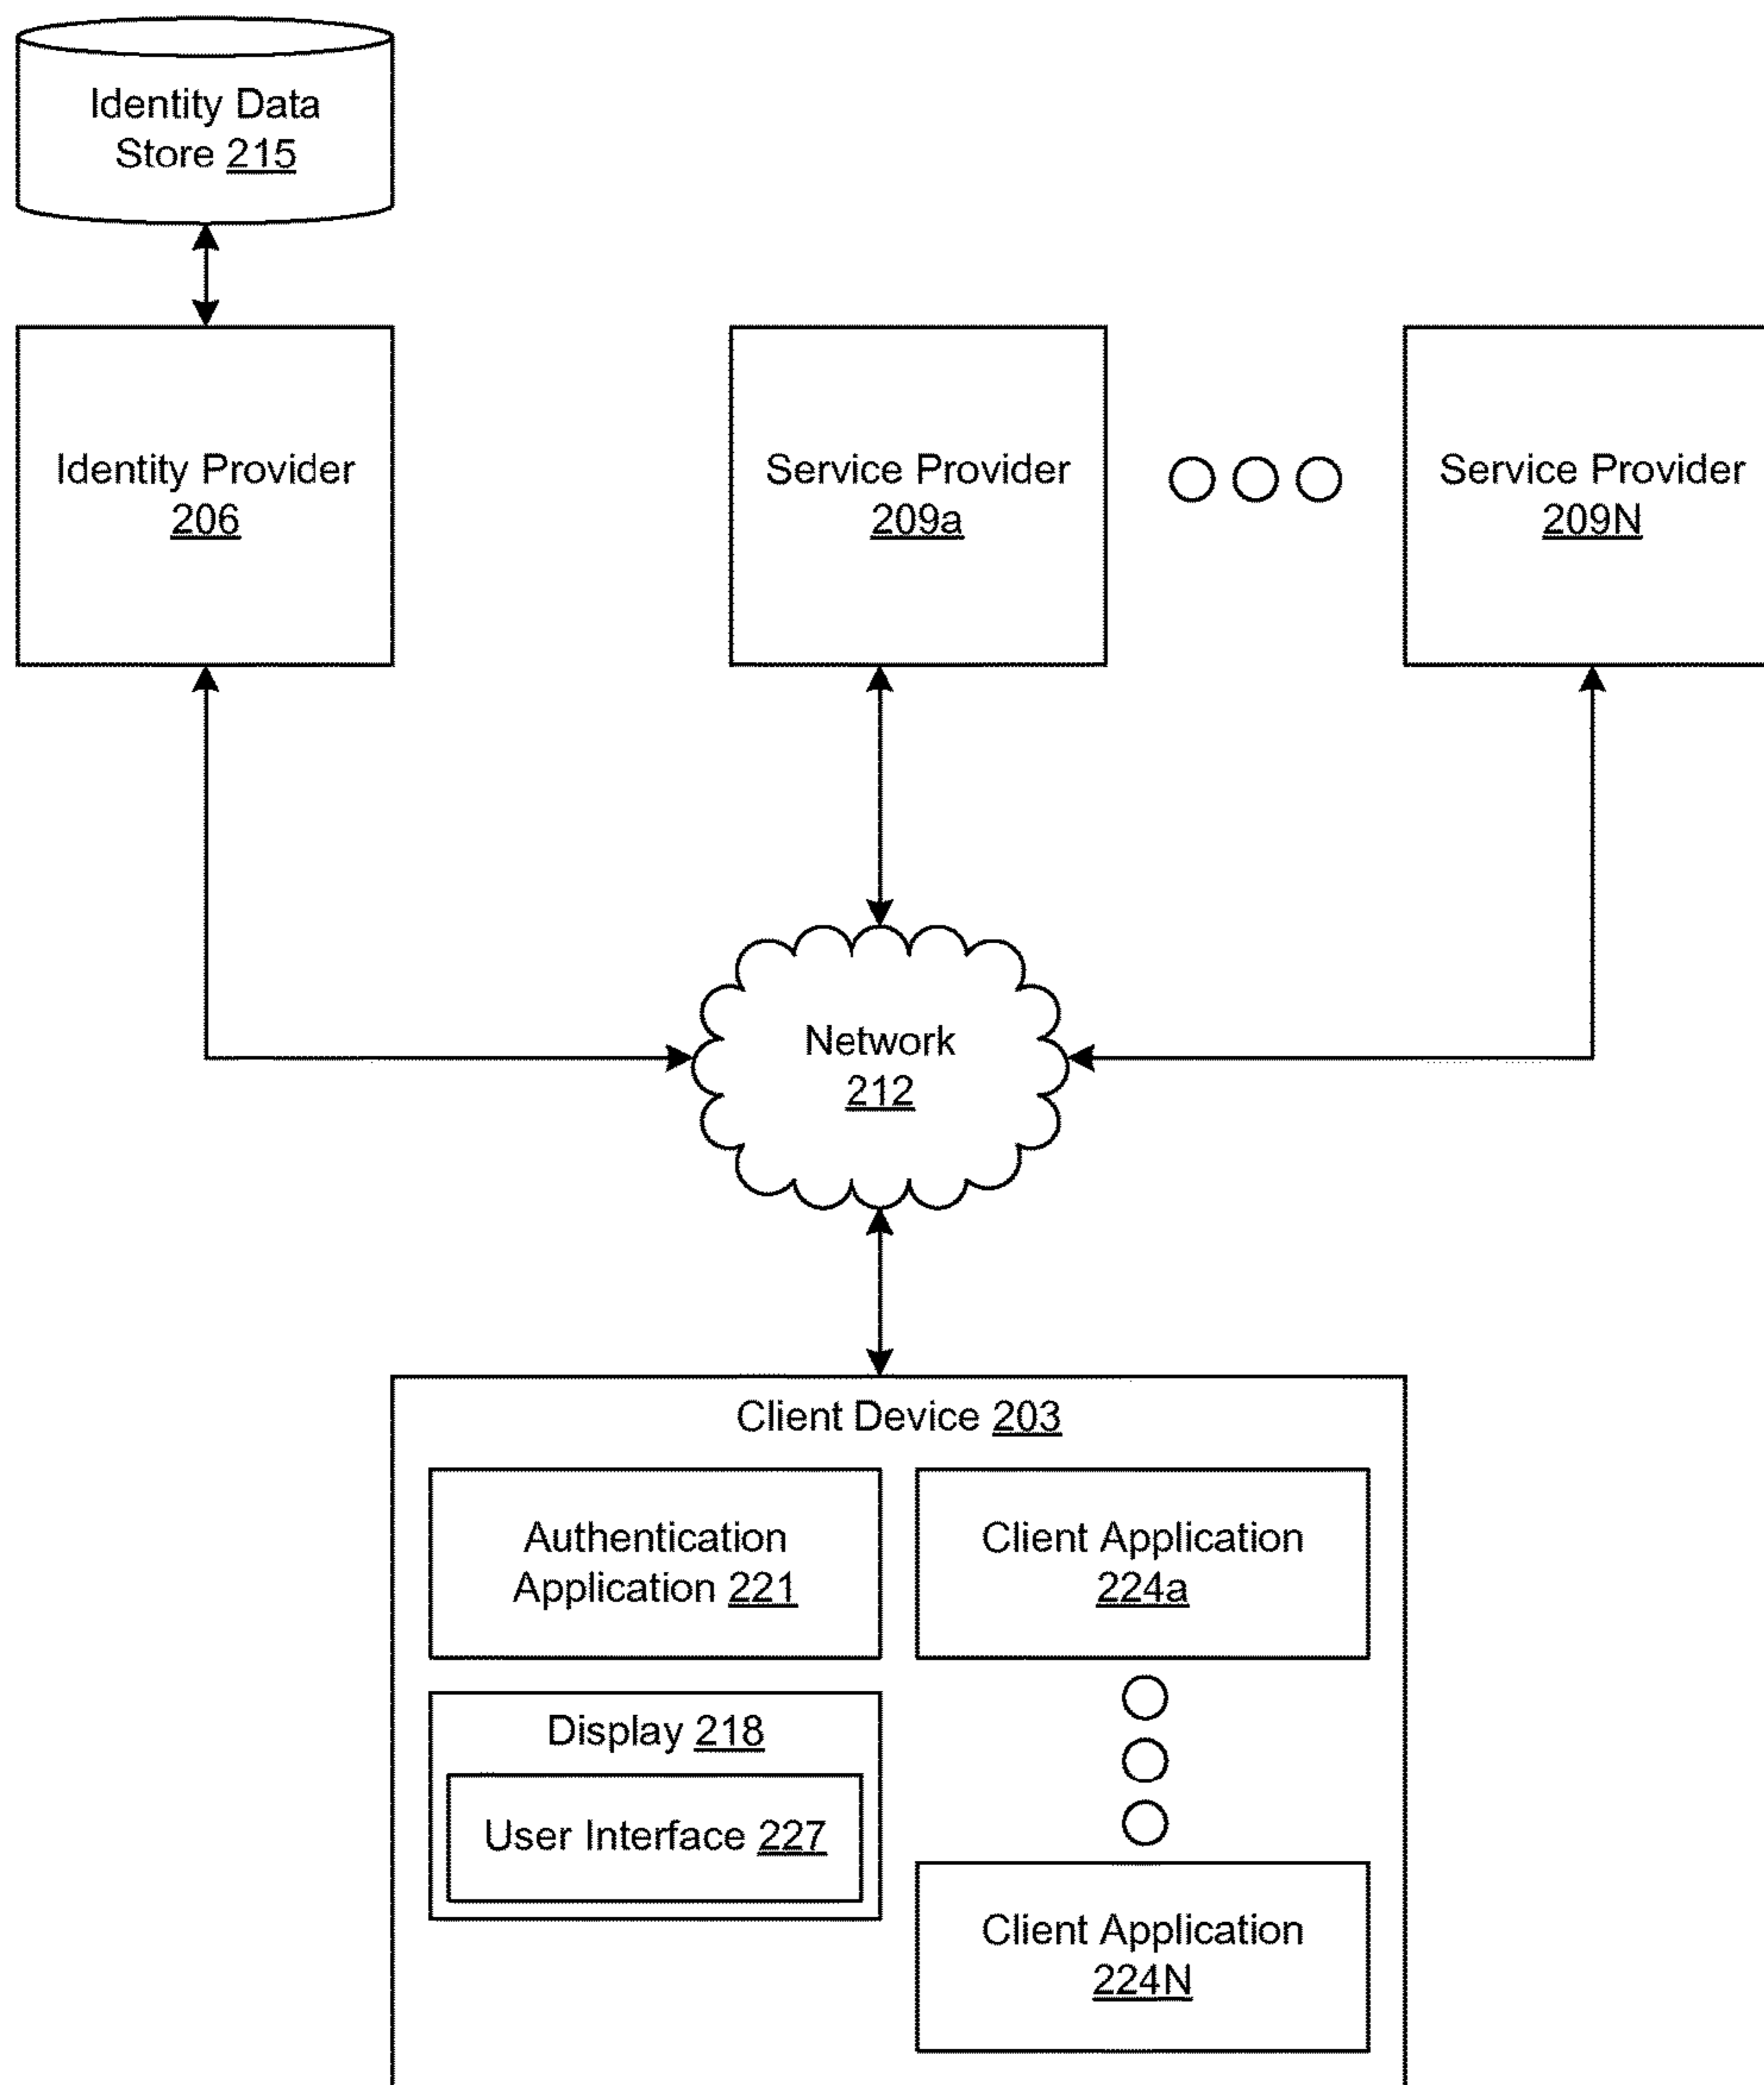 Identity Data
Store 215
Identity Provider
206
Service Provider
209a
Service Provider
209N
Network
212
Client Device 203
Authentication
Application 221
Client Application
224a
Display 218
User Interface 227
Client Application
224N